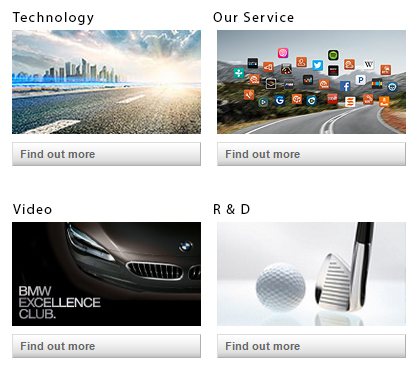 Technology
Our Service
Find out more
Find out more
Video
R & D
BMW
EXCELLENCE
CLUB.
Find out more
Find out more